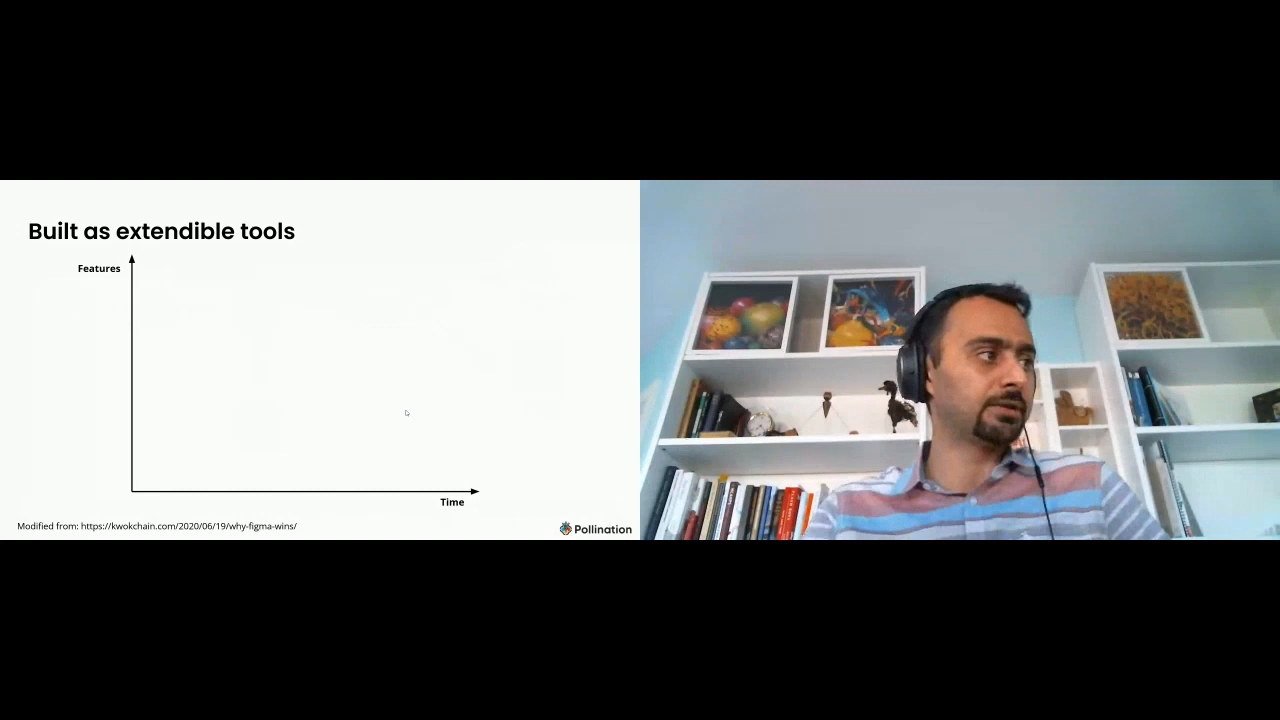 Built as extendible tools
Features
Time
Modified from: https://kwokchain.com/2020/06/19/why-figma-wins/
Pollination